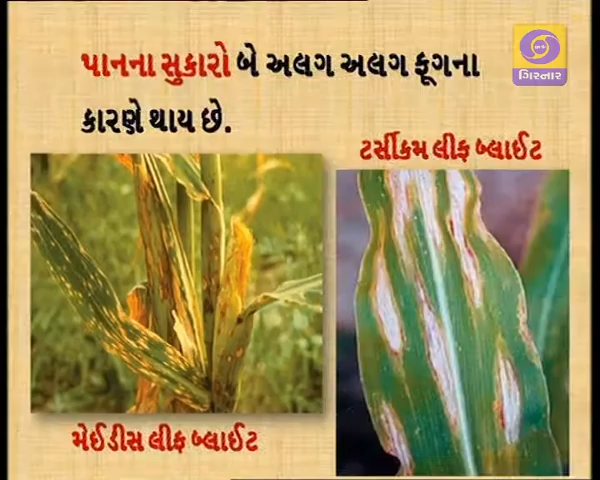 પાનના સુકારો બે અલગ અલગ ફૂગના
કારણે થાય છે.
ગિરનાર
ટર્સીકમ લીફ બ્લાઈટ
મેઈડીસ લીફ બ્લાઈટ